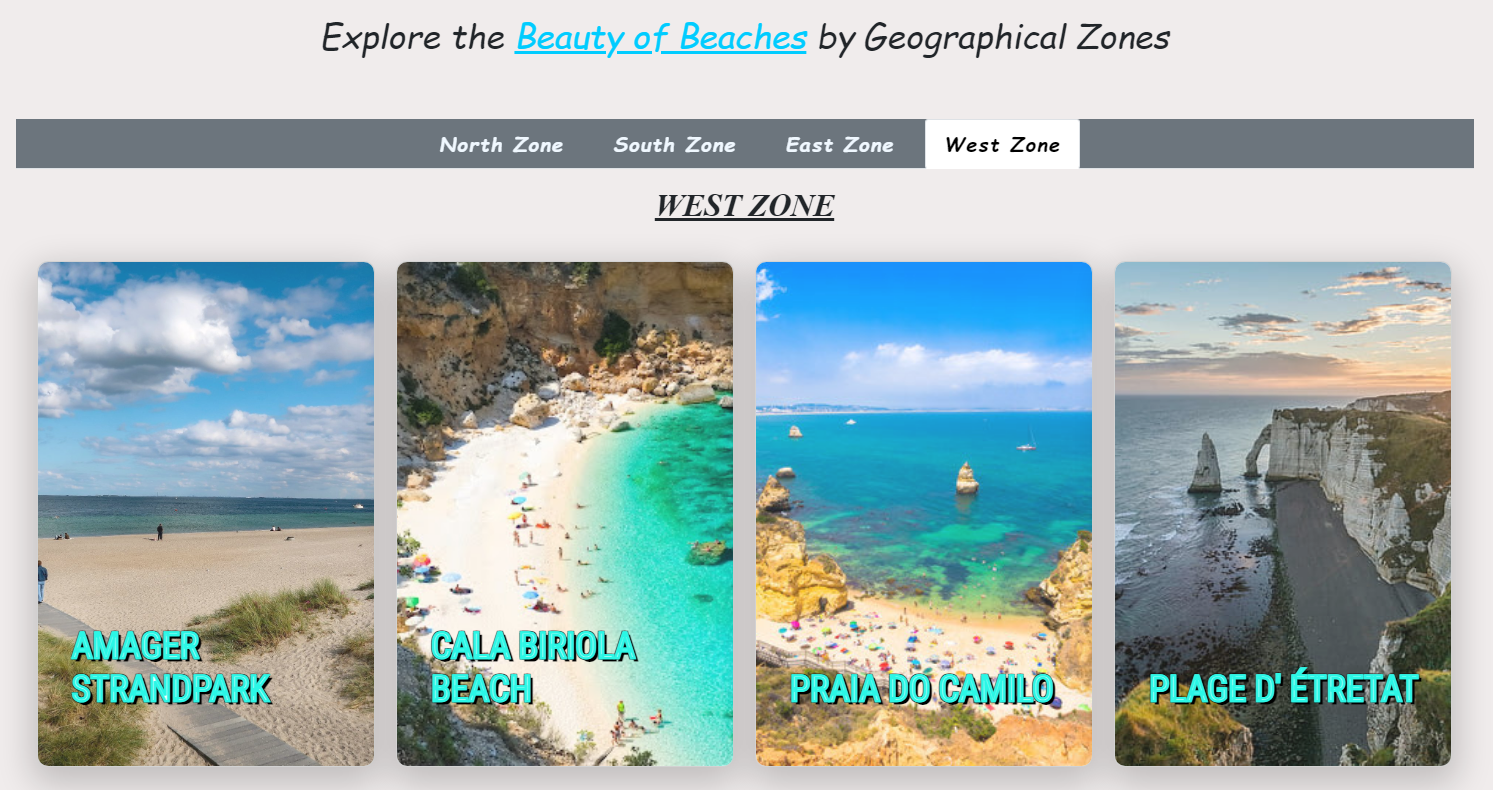 Explore the Beauty of Beaches by Geographical Zones
North Zone South Zone East Zone West Zone
WEST ZONE
AMAGER
STRANDPARK
CALA BIRIOLA
BEACH
PRAIA DO CAMILO
PLAGE D' ÉTRETAT